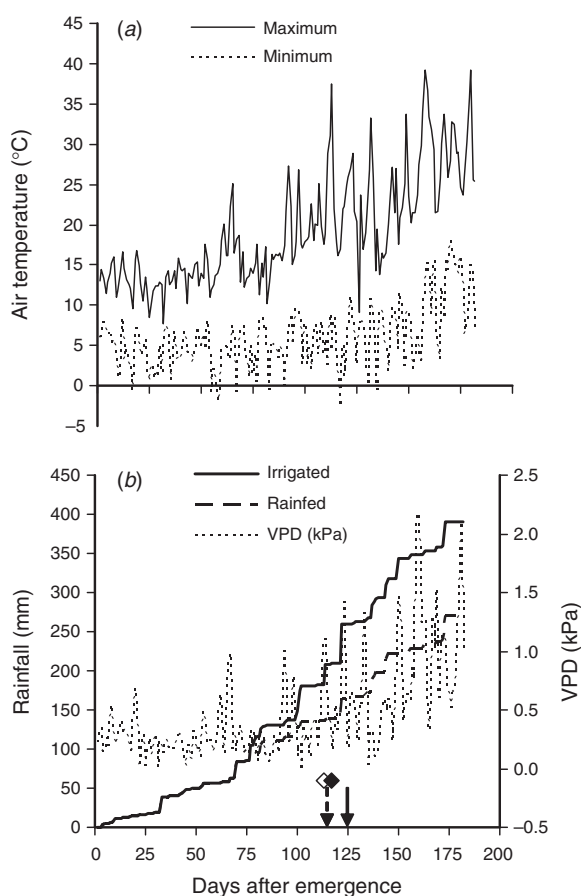 (a)
Maximum
Minimum
Air temperature (°C)
45
40
35
30
25
20
15
10
5
0
–5
(b)
Irrigated
Rainfed
VPD (kPa)
Rainfall (mm)
450
400
350
300
250
200
150
100
50
0
2.5
2.0
1.5
1.0
0.5
0.0
–0.5
VPD (kPa)
0 25 50 75 100 125 150 175 200
Days after emergence